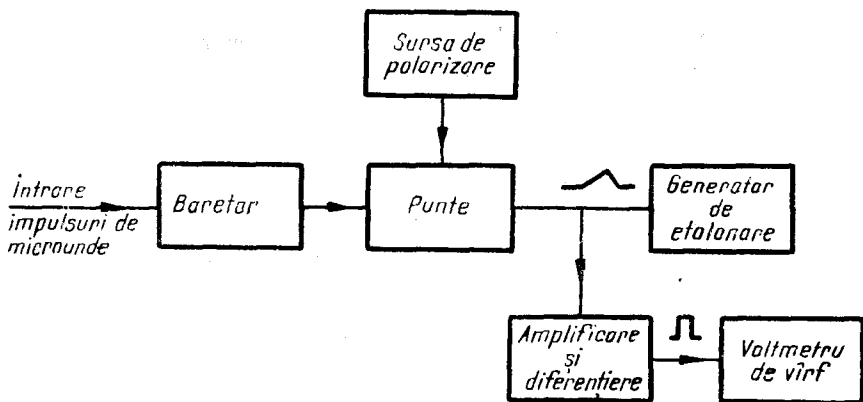 Sursa de
polarizare
Intrare
impulsuri de
microunde
Baretor
Punte
Generator
de
etalonare
Amplificare
și
diferențiere
Voltmetru
de vîrf